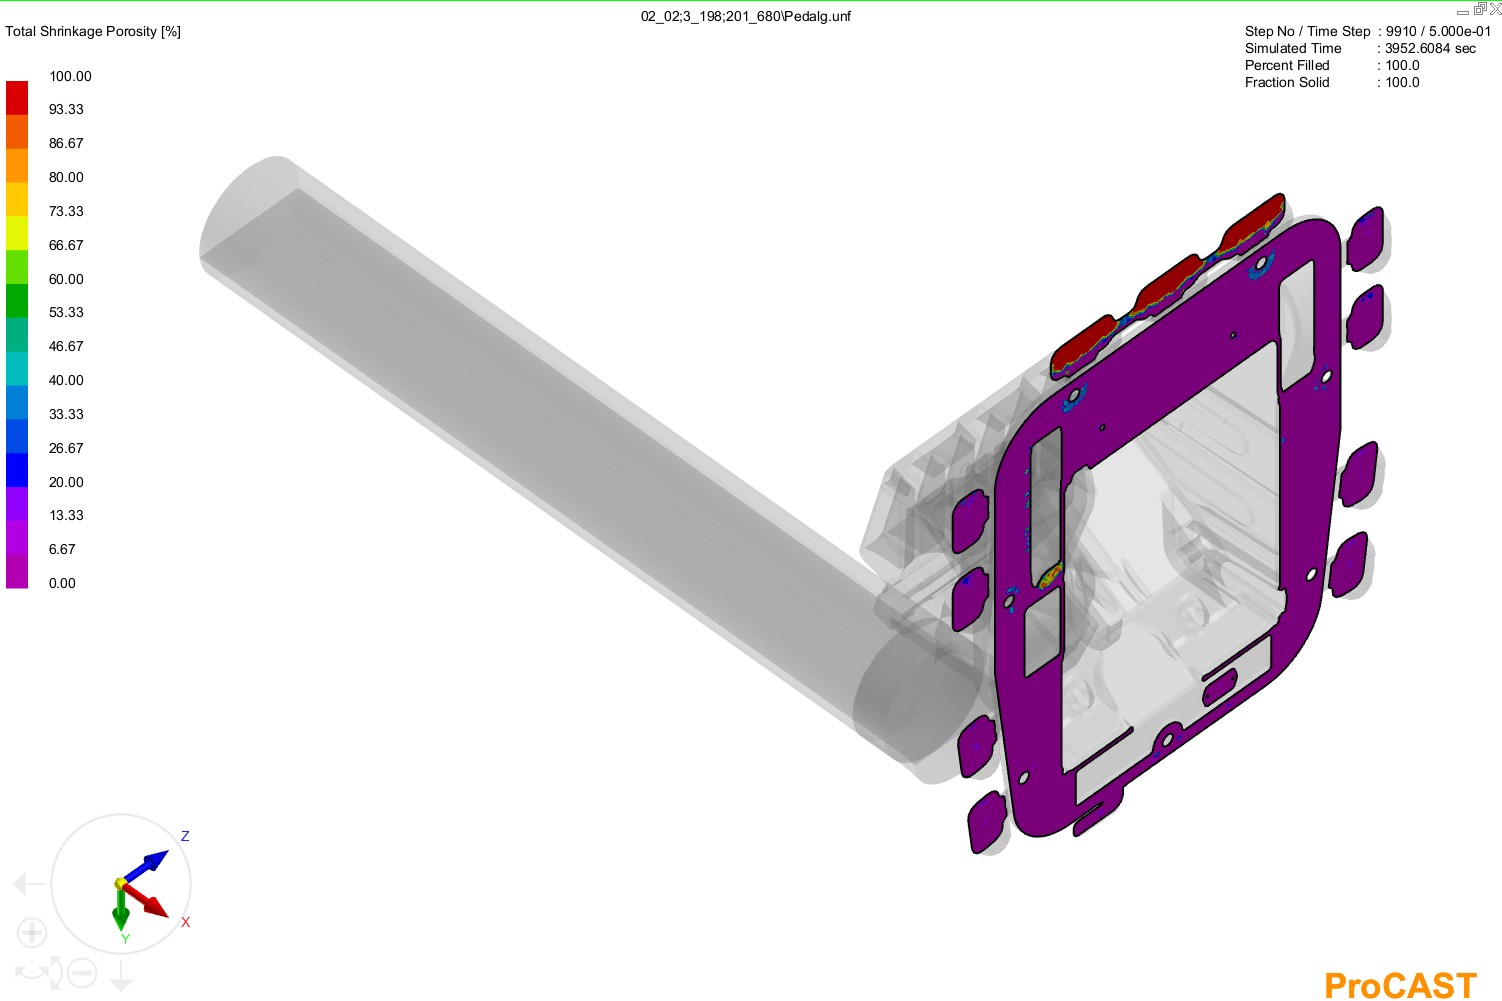 02_02;3_198;201_680\Pedalg.unf
Total Shrinkage Porosity [%]
Step No / Time Step : 9910 / 5.000e-01
Simulated Time : 3952.6084 sec
Percent Filled : 100.0
Fraction Solid : 100.0
100.00
93.33
86.67
80.00
73.33
66.67
60.00
53.33
46.67
40.00
33.33
26.67
20.00
13.33
6.67
0.00
Z
X
Y
ProCAST